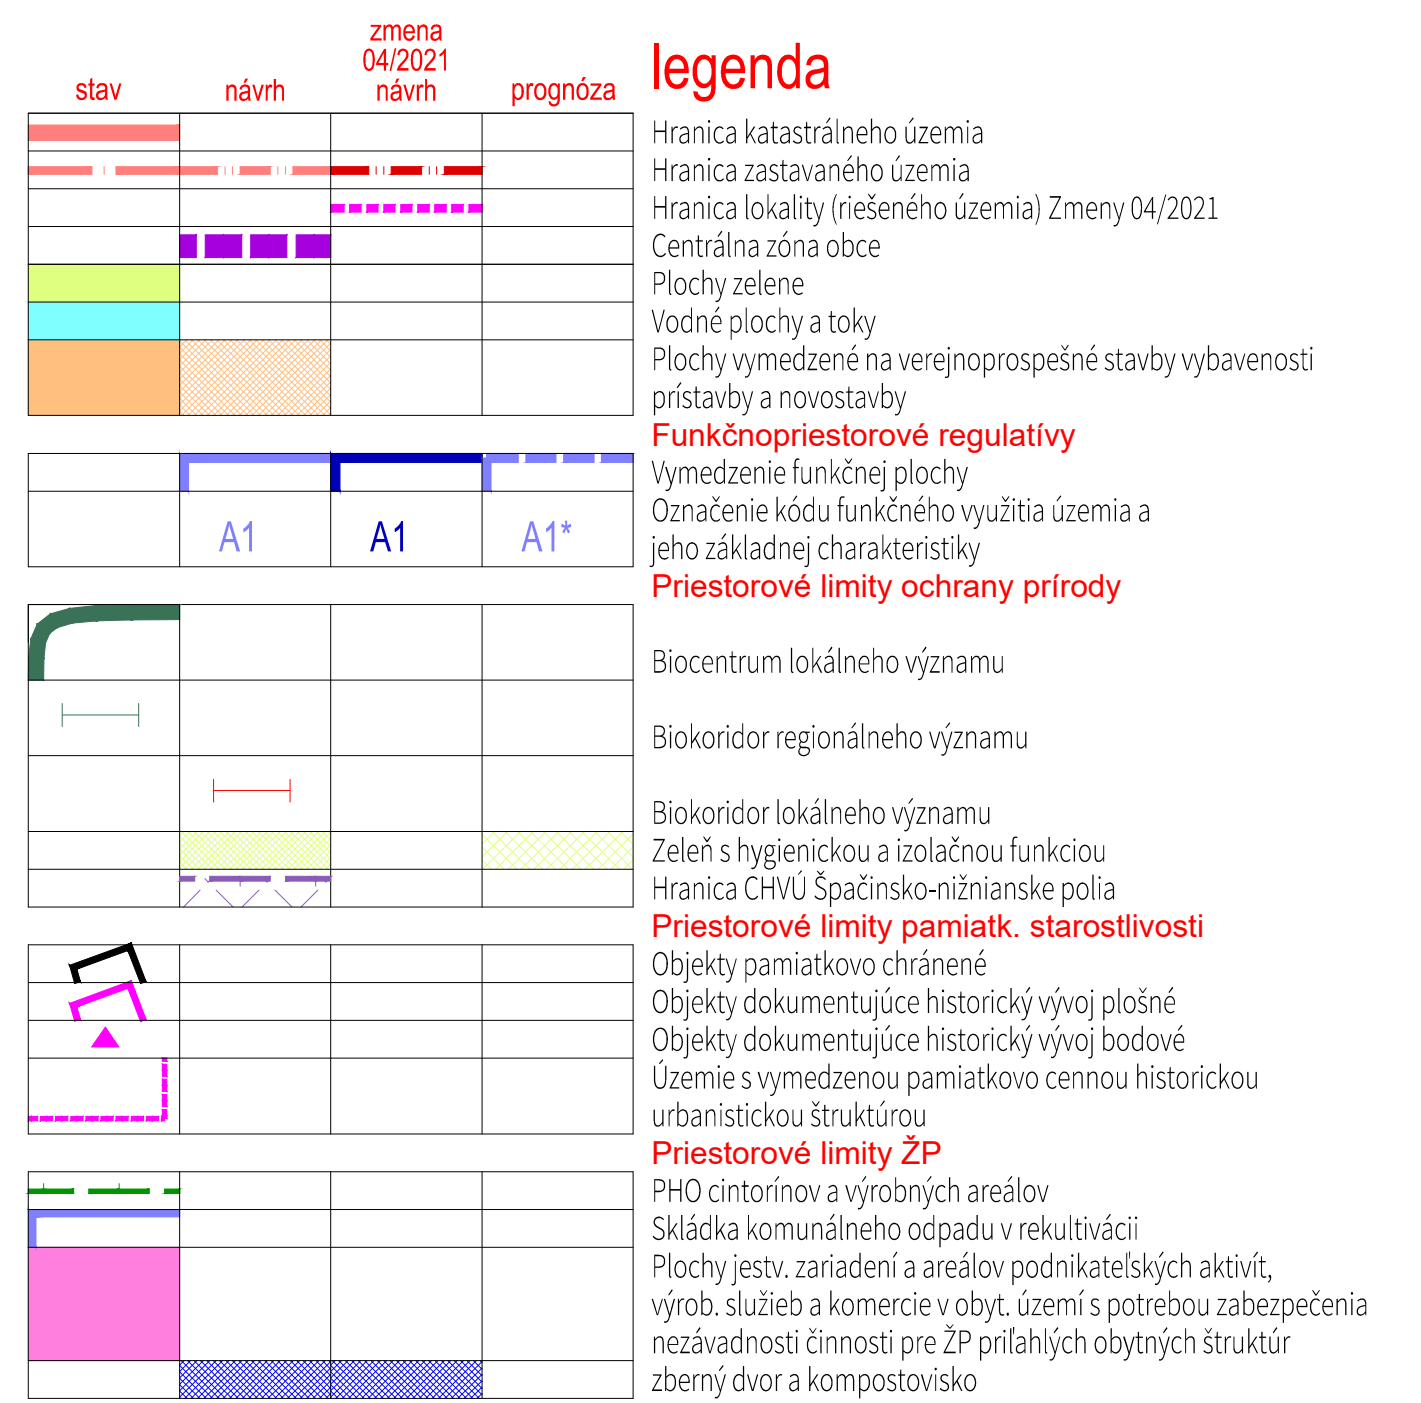 stav
návrh
zmena
04/2021
návrh
prognóza
legenda
Hranica katastrálneho územia
Hranica zastavaného územia
Hranica lokality (riešeného územia) Zmeny 04/2021
Centrálna zóna obce
Plochy zelene
Vodné plochy a toky
Plochy vymedzené na verejnoprospešné stavby vybavenosti
prístavby a novostavby
Funkčnopriestorové regulatívy
Vymedzenie funkčnej plochy
A1 A1 A1*
Označenie kódu funkčného využitia územia a
jeho základnej charakteristiky
Priestorové limity ochrany prírody
Biocentrum lokálneho významu
Biokoridor regionálneho významu
Biokoridor lokálneho významu
Zeleň s hygienickou a izolačnou funkciou
Hranica CHVÚ Špačinsko-nižnianske polia
Priestorové limity pamiatk. starostlivosti
Objekty pamiatkovo chránené
Objekty dokumentujúce historický vývoj plošné
Objekty dokumentujúce historický vývoj bodové
Územie s vymedzenou pamiatkovo cennou historickou
urbanistickou štruktúrou
Priestorové limity ŽP
PHO cintorínov a výrobných areálov
Skládka komunálneho odpadu v rekultivácii
Plochy jestv. zariadení a areálov podnikateľských aktivít,
výrob. služieb a komercie v obyt. území s potrebou zabezpečenia
nezávadnosti činnosti pre ŽP priľahlých obytných štruktúr
zberný dvor a kompostovisko